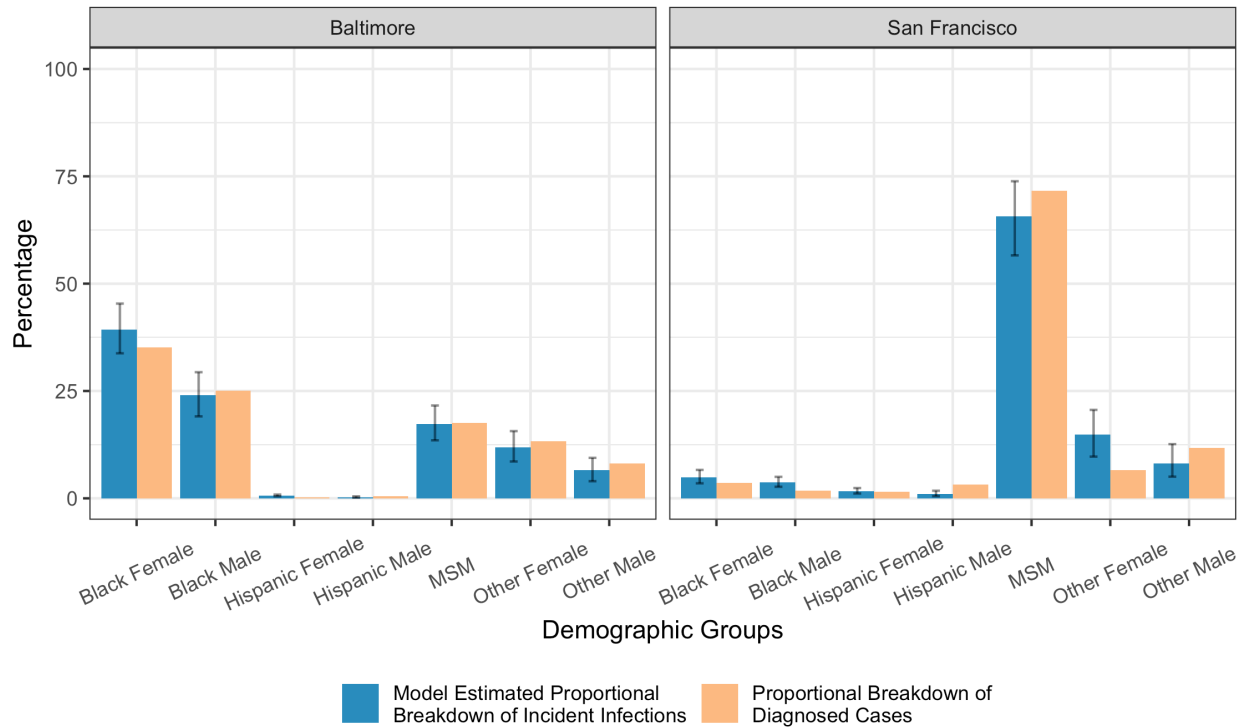 Baltimore
San Francisco
Percentage
100
75
50
25
0
Black Female
Black Male
Hispanic Female
Hispanic Male
MSM
Other Female
Other Male
Black Female
Black Male
Hispanic Female
Hispanic Male
MSM
Other Female
Other Male
Demographic Groups
Model Estimated Proportional
Breakdown of Incident Infections
Proportional Breakdown of
Diagnosed Cases